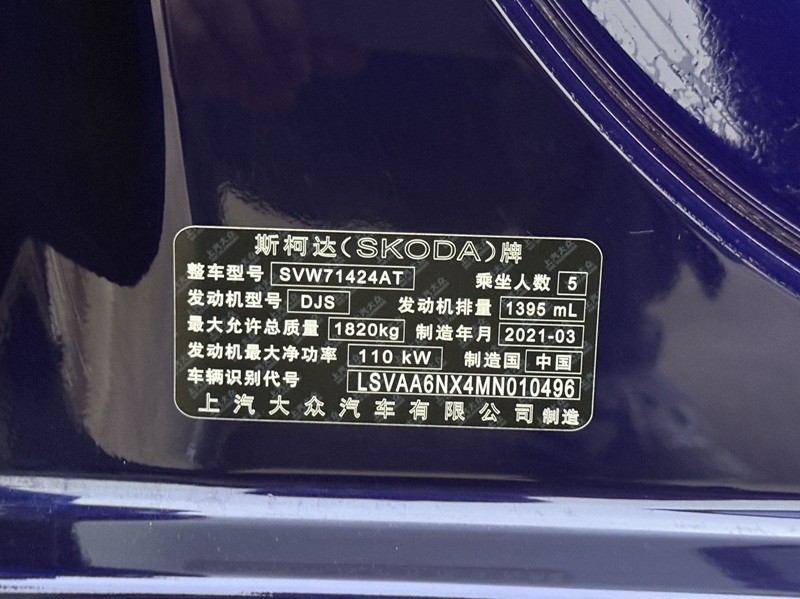 斯柯达(SKODA)牌
整车型号 SVW71424AT 乘坐人数 5
发动机型号 DJS 发动机排量 1395 mL
最大允许总质量 1820kg 制造年月 2021-03
发动机最大净功率 110 kW 制造国 中国
车辆识别代号 LSVAA6NX4MN010496
上汽大众汽车有限公司 制造